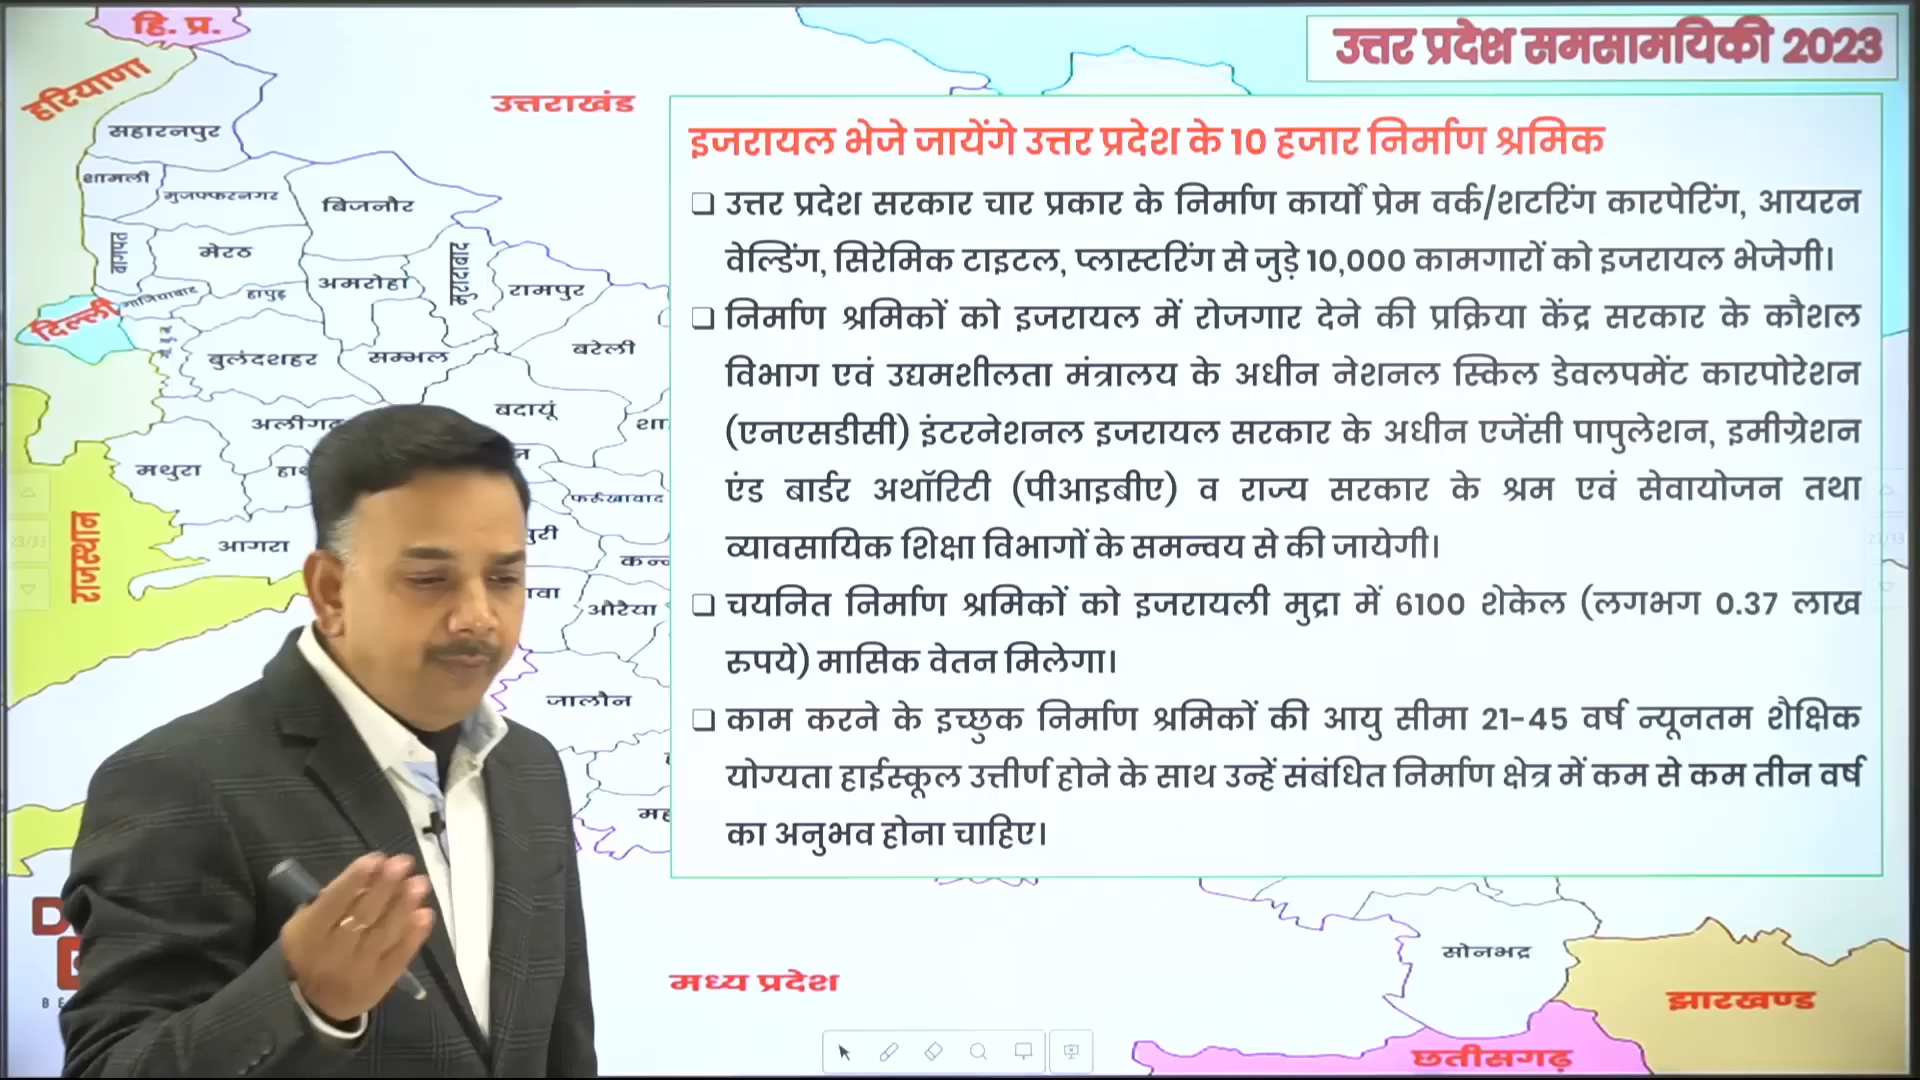 हि. प्र.
हरियाणा
उत्तराखंड
उत्तर प्रदेश समसामयिकी 2023
सहारनपुर
शामली
मुजफ्फरनगर
बिजनौर
बागपत
मेरठ
अमरोहा
मुरादाबाद
रामपुर
दिल्ली
गाजियाबाद
हापुड़
बुलंदशहर
सम्भल
बरेली
अलीगढ़
बदायूं
शा
मथुरा
हाथ
फर्रुखाबाद
राजस्थान
आगरा
पुरी
कन्
वा
औरैया
जालौन
मह
इजरायल भेजे जायेंगे उत्तर प्रदेश के 10 हजार निर्माण श्रमिक
❑ उत्तर प्रदेश सरकार चार प्रकार के निर्माण कार्यों प्रेम वर्क/शटरिंग कारपेरिंग, आयरन
वेल्डिंग, सिरेमिक टाइटल, प्लास्टरिंग से जुड़े 10,000 कामगारों को इजरायल भेजेगी।
❑ निर्माण श्रमिकों को इजरायल में रोजगार देने की प्रक्रिया केंद्र सरकार के कौशल
विभाग एवं उद्यमशीलता मंत्रालय के अधीन नेशनल स्किल डेवलपमेंट कारपोरेशन
(एनएसडीसी) इंटरनेशनल इजरायल सरकार के अधीन एजेंसी पापुलेशन, इमीग्रेशन
एंड बार्डर अथॉरिटी (पीआइबीए) व राज्य सरकार के श्रम एवं सेवायोजन तथा
व्यावसायिक शिक्षा विभागों के समन्वय से की जायेगी।
❑ चयनित निर्माण श्रमिकों को इजरायली मुद्रा में 6100 शेकेल (लगभग 0.37 लाख
रुपये) मासिक वेतन मिलेगा।
❑ काम करने के इच्छुक निर्माण श्रमिकों की आयु सीमा 21-45 वर्ष न्यूनतम शैक्षिक
योग्यता हाईस्कूल उत्तीर्ण होने के साथ उन्हें संबंधित निर्माण क्षेत्र में कम से कम तीन वर्ष
का अनुभव होना चाहिए।
सोनभद्र
मध्य प्रदेश
झारखण्ड
छत्तीसगढ़